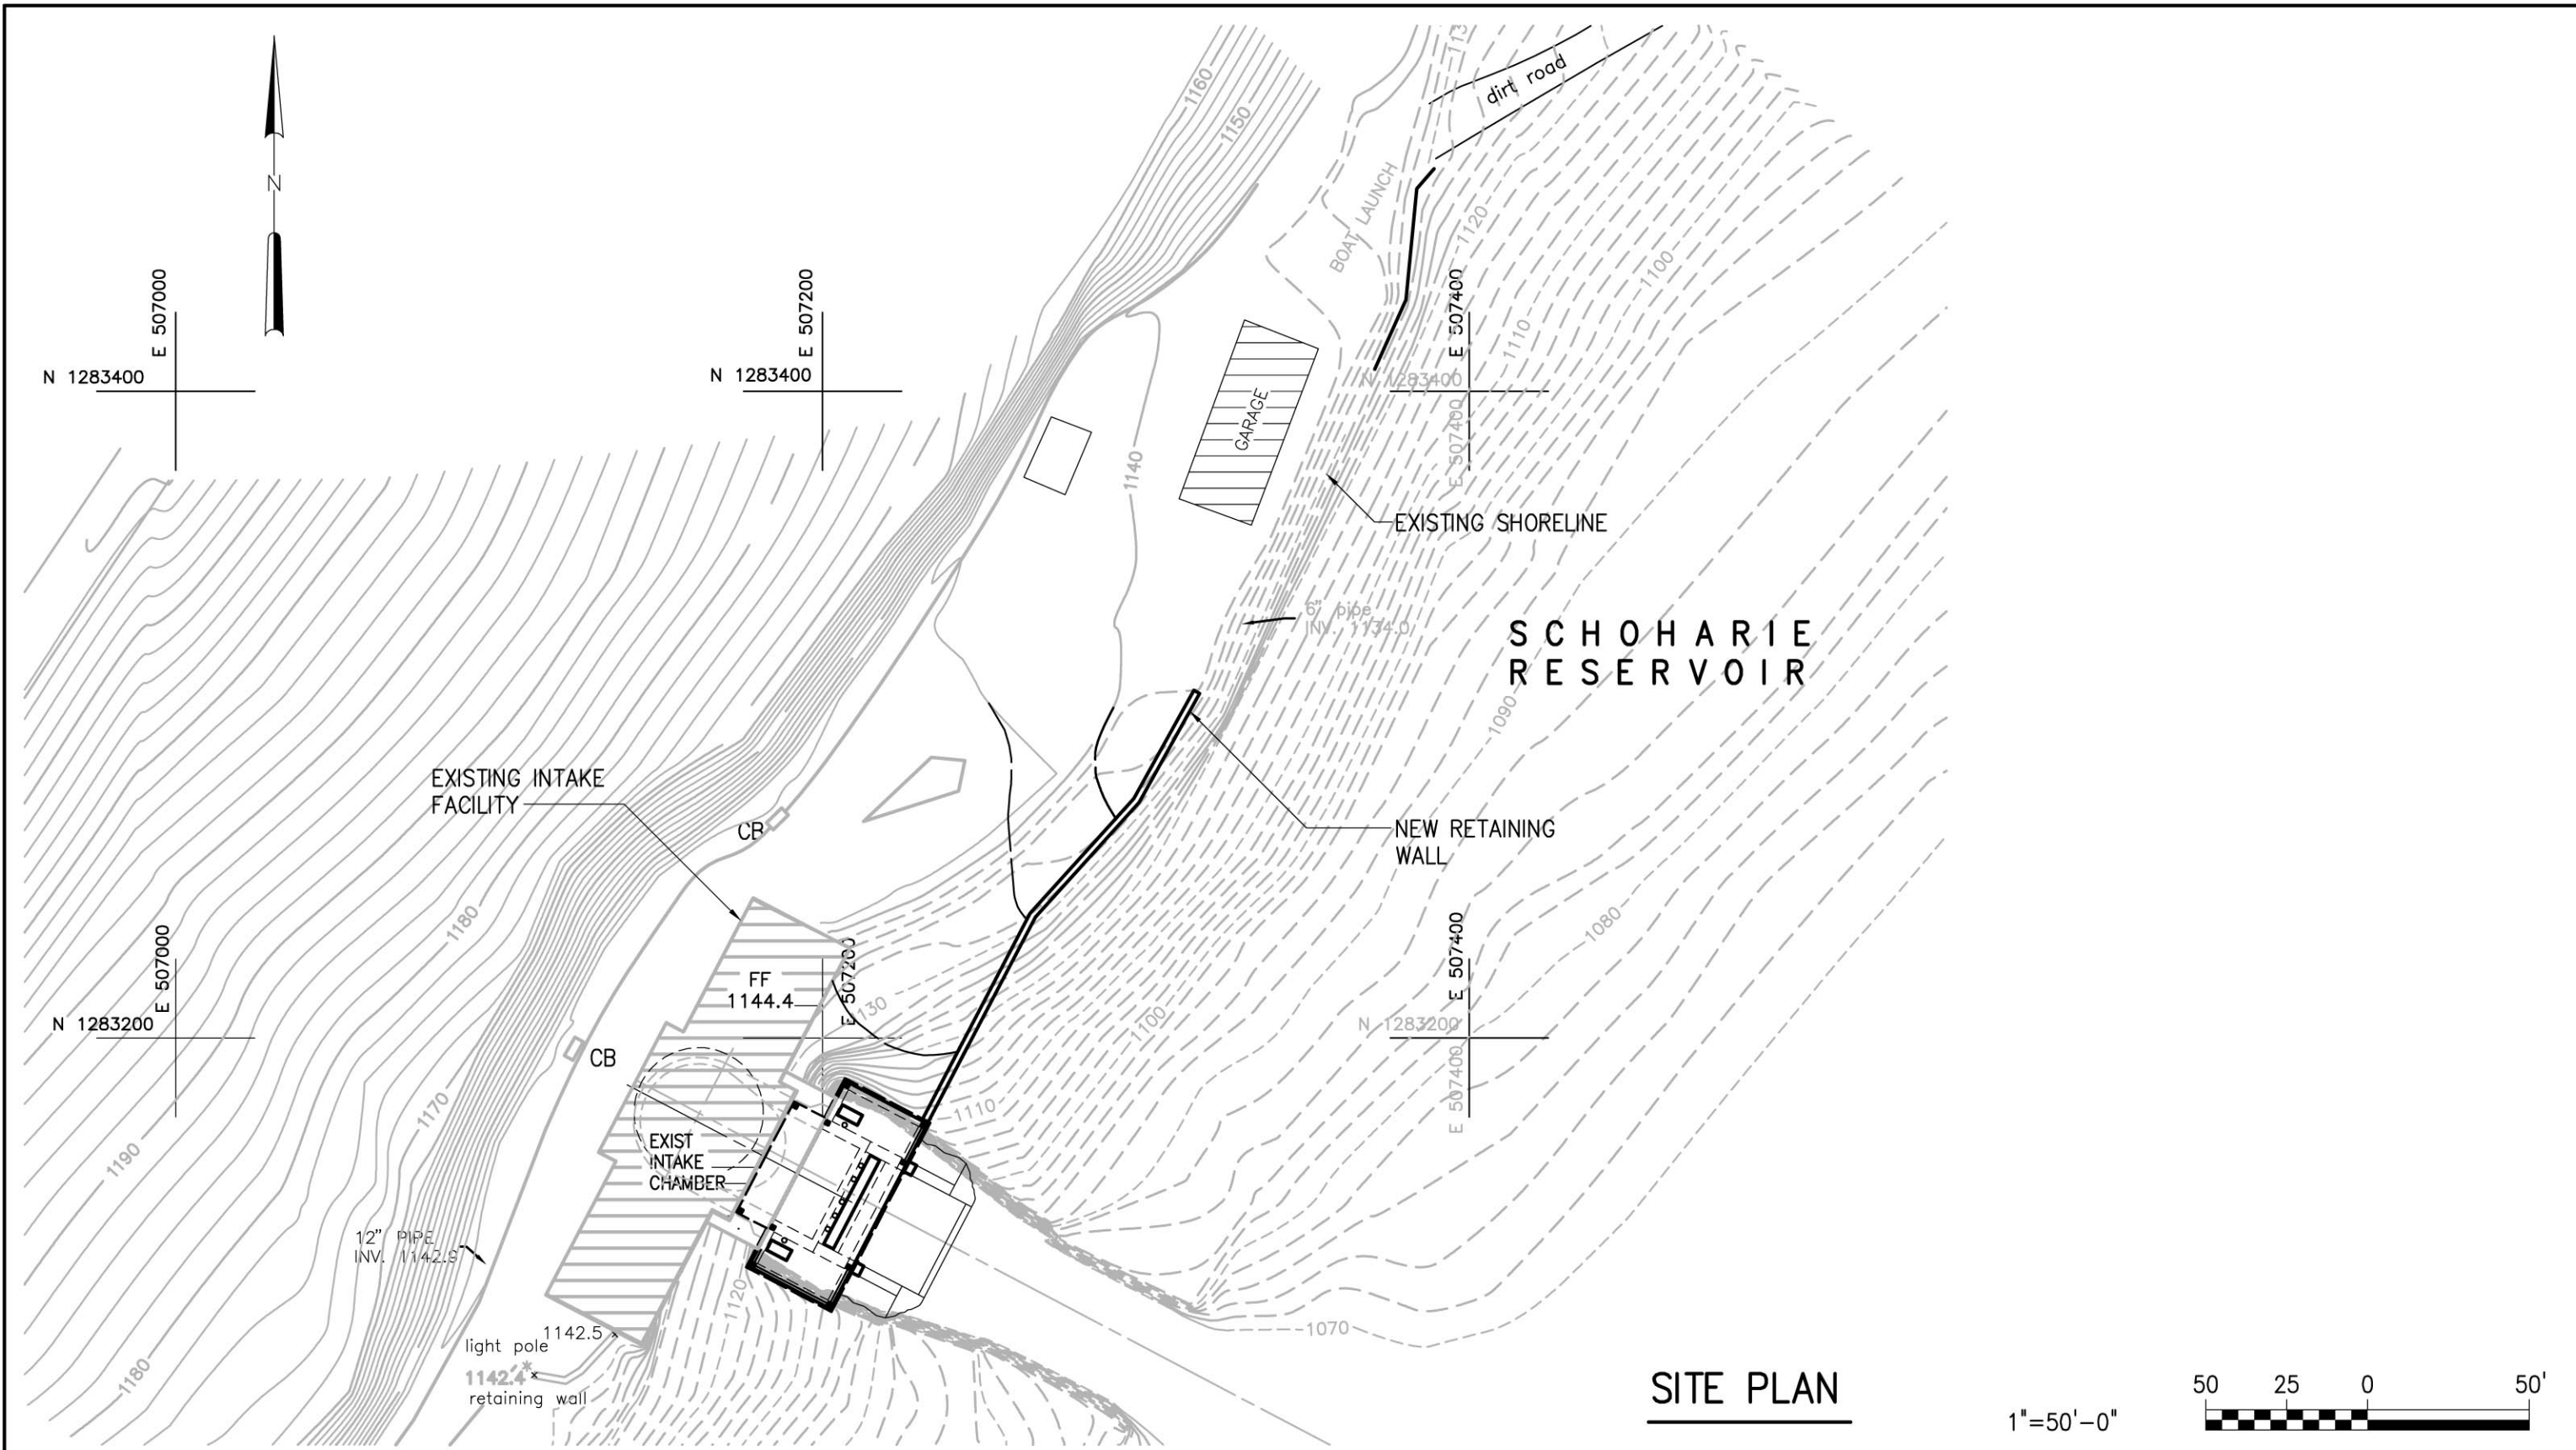 1160
1150
113
dirt road
N
BOAT LAUNCH
1120
1100
E 507000
E 507200
E 507400
1110
N 1283400
N 1283400
N 1283400
GARAGE
E 507400
1140
EXISTING SHORELINE
6" pipe
INV. 1134.0
SCHOHARIE
RESERVOIR
1090
EXISTING INTAKE
FACILITY
CB
NEW RETAINING
WALL
1180
1080
E 507000
E 507200
E 507400
FF
1144.4
1130
1100
N 1283200
N 1283200
CB
E 507400
1110
1170
EXIST
INTAKE
CHAMBER
1190
12" PIPE
INV. 1142.9
1120
1070
light pole
1142.5
1142.4
retaining wall
1180
SITE PLAN
1"=50'-0"
50 25 0 50'